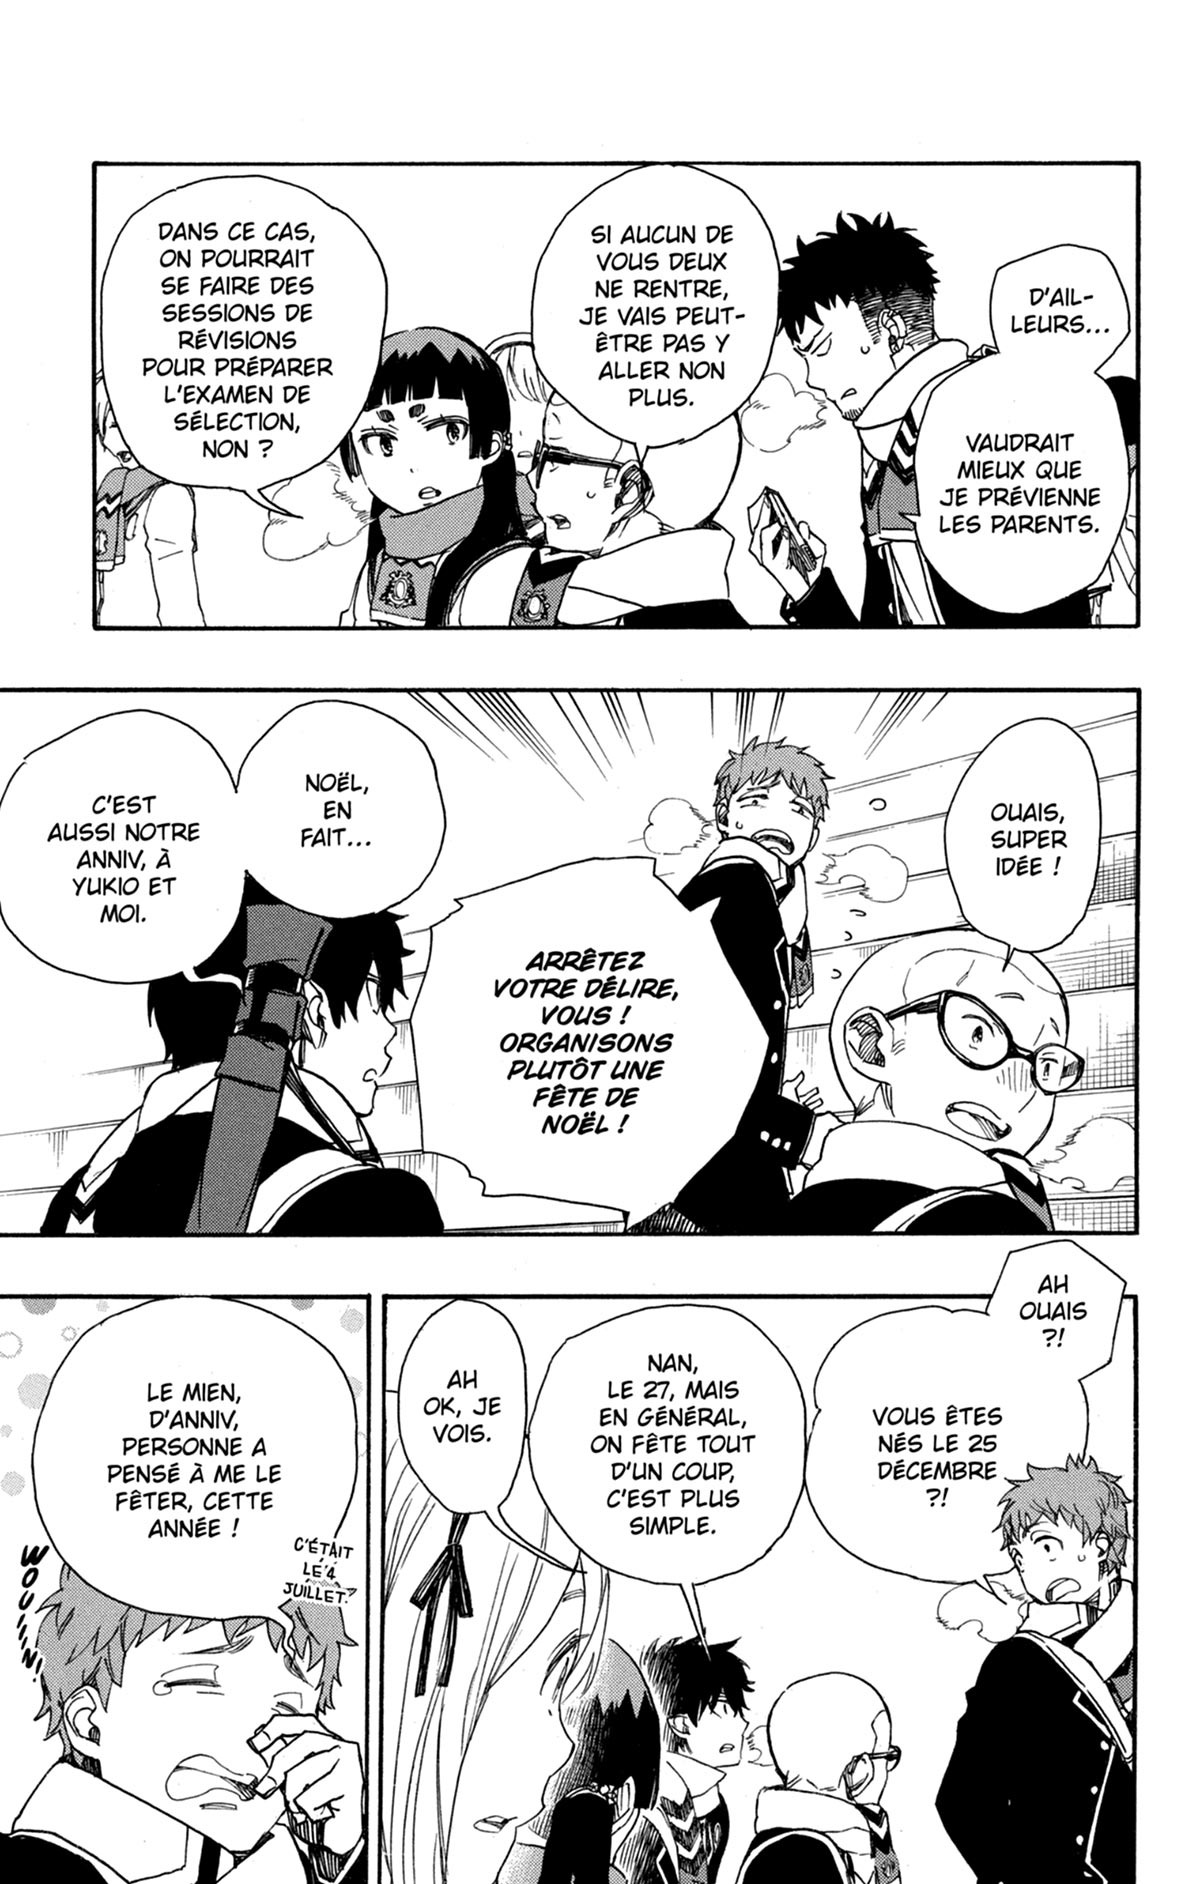 D'AIL-
LEURS...
VAUDRAIT
MIEUX QUE
JE PRÉVIENNE
LES PARENTS.
SI AUCUN DE
VOUS DEUX
NE RENTRE,
JE VAIS PEUT-
ÊTRE PAS Y
ALLER NON
PLUS.
DANS CE CAS,
ON POURRAIT
SE FAIRE DES
SESSIONS DE
RÉVISIONS
POUR PRÉPARER
L'EXAMEN DE
SÉLECTION,
NON ?
OUAIS,
SUPER
IDÉE !
ARRÊTEZ
VOTRE DÉLIRE,
VOUS !
ORGANISONS
PLUTÔT UNE
FÊTE DE
NOËL !
NOËL,
EN
FAIT...
C'EST
AUSSI NOTRE
ANNIV, À
YUKIO ET
MOI.
AH
OUAIS
?!
VOUS ÊTES
NÉS LE 25
DÉCEMBRE
?!
NAN,
LE 27, MAIS
EN GÉNÉRAL,
ON FÊTE TOUT
D'UN COUP,
C'EST PLUS
SIMPLE.
AH
OK, JE
VOIS.
LE MIEN,
D'ANNIV,
PERSONNE A
PENSÉ À ME LE
FÊTER, CETTE
ANNÉE !
C'ÉTAIT
LE 4
JUILLET.
WOUIIIN!